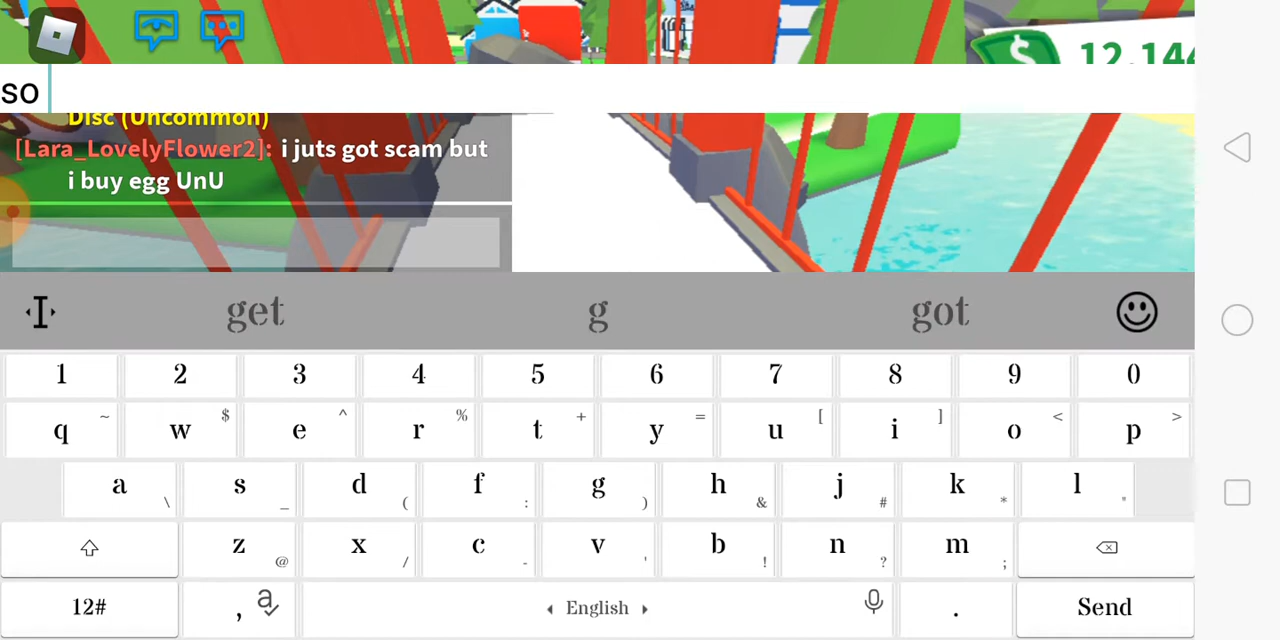 12,14
so
Disc (Uncommon)
[Lara_LovelyFlower2]: i juts got scam but
i buy egg UnU
get g got
1 2 3 4 5 6 7 8 9 0
q ~ w $ e ^ r % t + y = u [ i ] o < p >
a \ s _ d ( f : g ) h & j # k * l "
z @ x / c - v ' b ! n ? m ;
12# , a English . Send